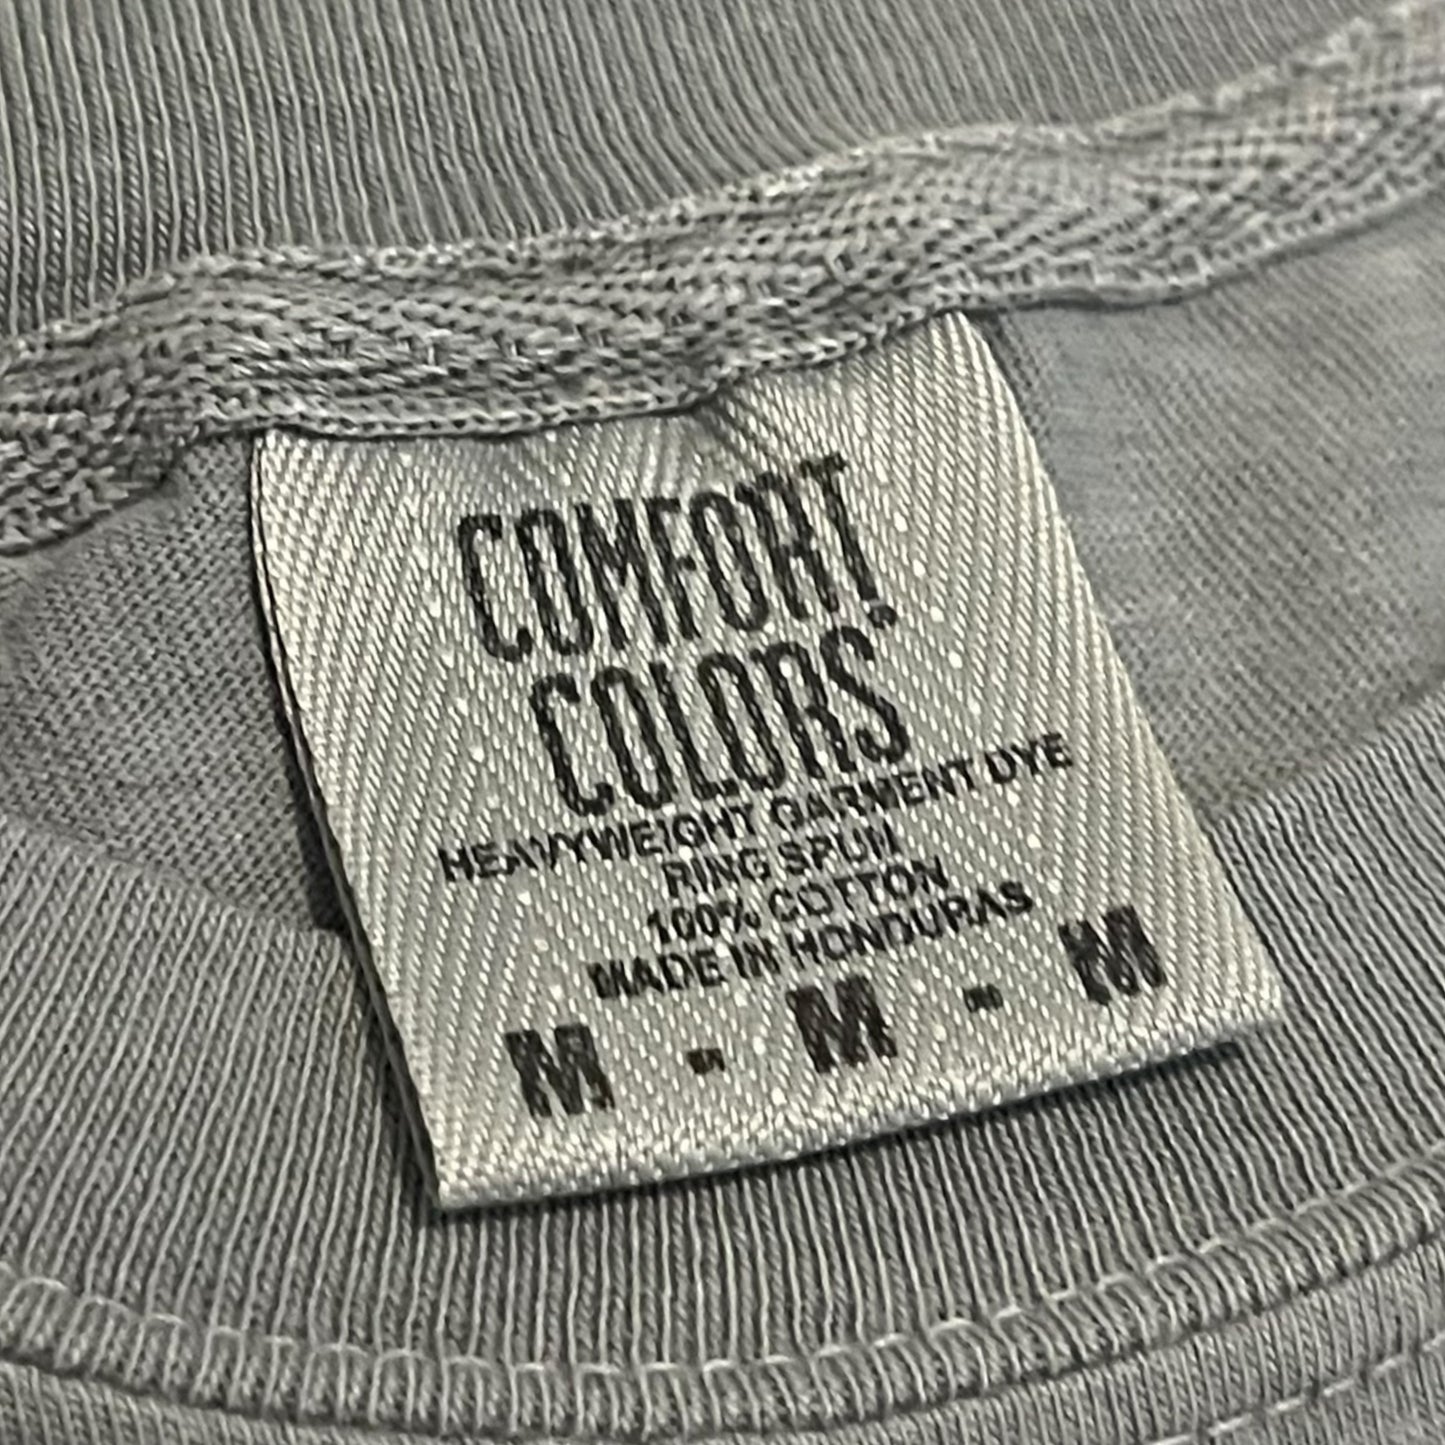 COMFORT
COLORS
HEAVYWEIGHT GARMENT DYE
RING SPUN
100% COTTON
MADE IN HONDURAS
M - M - M